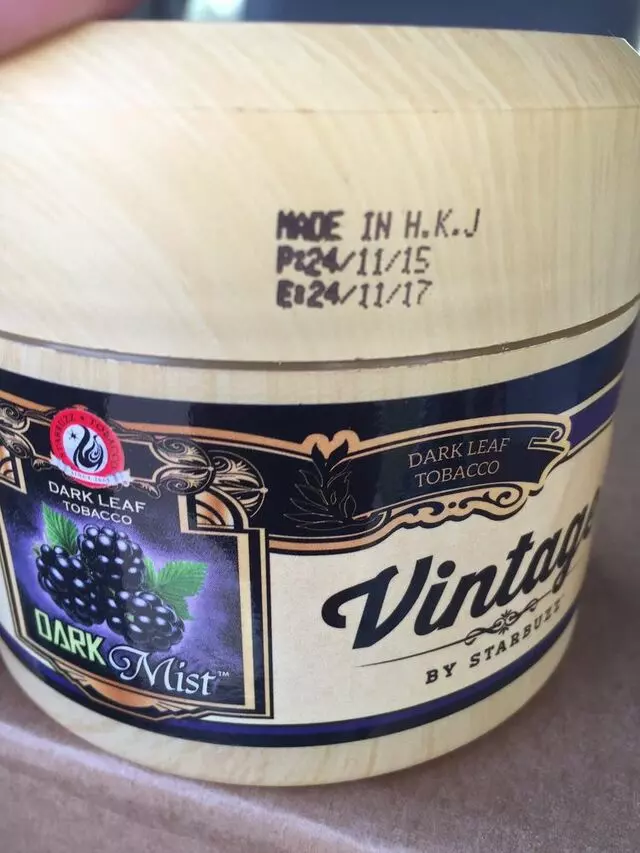 MADE IN H.K.J
P:24/11/15
E:24/11/17
DARK LEAF
TOBACCO
DARK LEAF
TOBACCO
DARK Mist™
Vintage
BY STARBUZZ